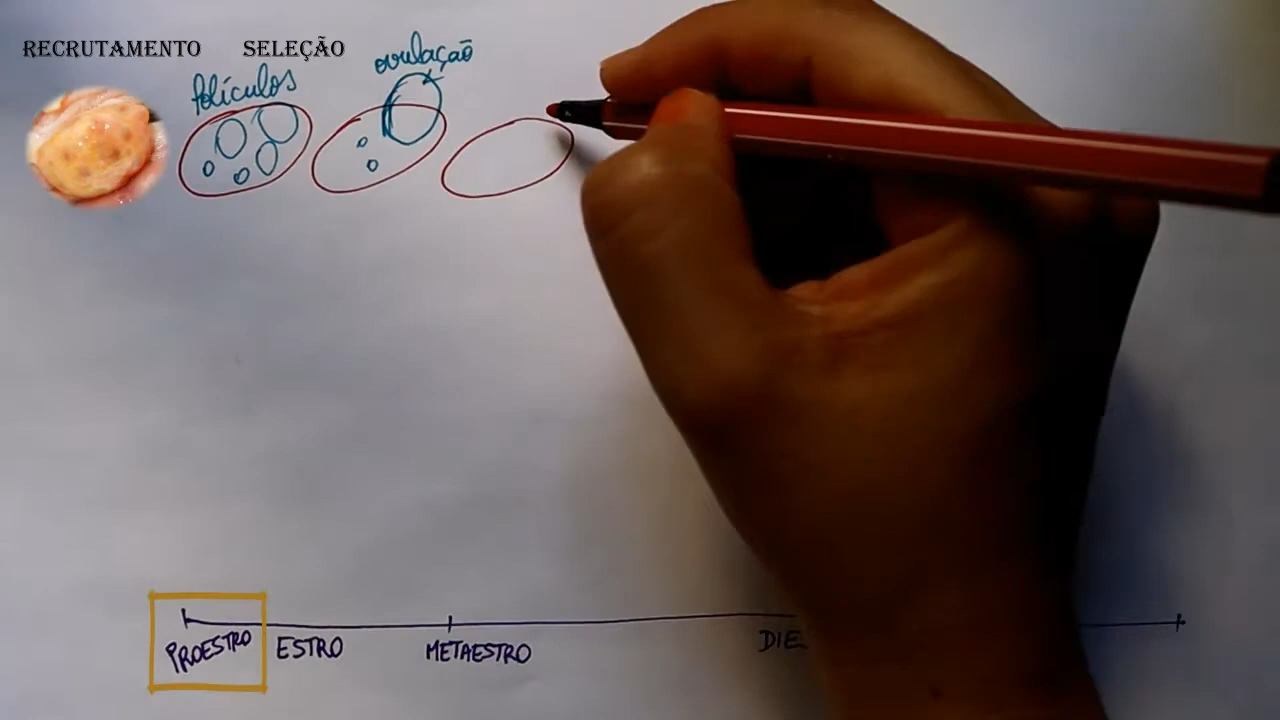 RECRUTAMENTO SELEÇÃO
folículos
ovulação
PROESTRO ESTRO METAESTRO DIE